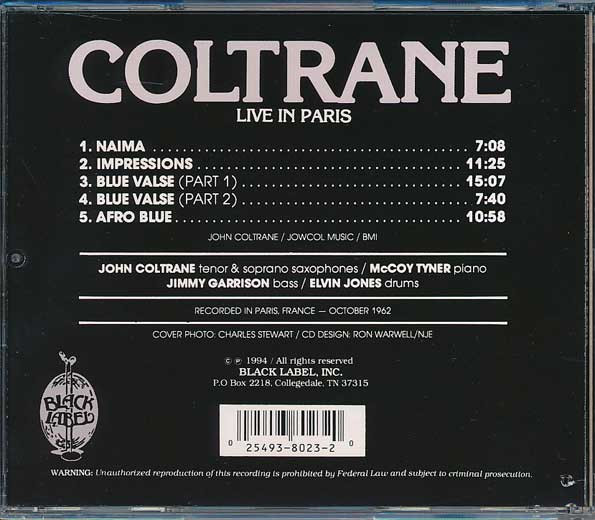 COLTRANE
LIVE IN PARIS
1. NAIMA ........................................ 7:08
2. IMPRESSIONS ........................................ 11:25
3. BLUE VALSE (PART 1) ........................................ 15:07
4. BLUE VALSE (PART 2) ........................................ 7:40
5. AFRO BLUE ........................................ 10:58
JOHN COLTRANE / JOWCOL MUSIC / BMI
JOHN COLTRANE tenor & soprano saxophones / McCOY TYNER piano
JIMMY GARRISON bass / ELVIN JONES drums
RECORDED IN PARIS, FRANCE — OCTOBER 1962
COVER PHOTO: CHARLES STEWART / CD DESIGN: RON WARWELL/NJE
© ℗ 1994 / All rights reserved
BLACK LABEL, INC.
P.O Box 2218, Collegedale, TN 37315
BLACK
LABEL
0 25493-8023-2 0
WARNING: Unauthorized reproduction of this recording is prohibited by Federal Law and subject to criminal prosecution.